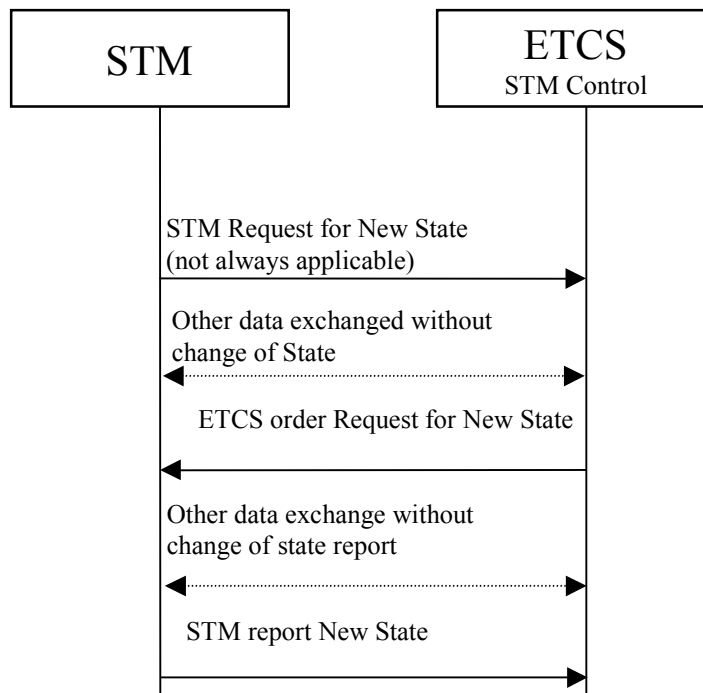 STM
ETCS
STM Control
STM Request for New State
(not always applicable)
Other data exchanged without
change of State
ETCS order Request for New State
Other data exchange without
change of state report
STM report New State